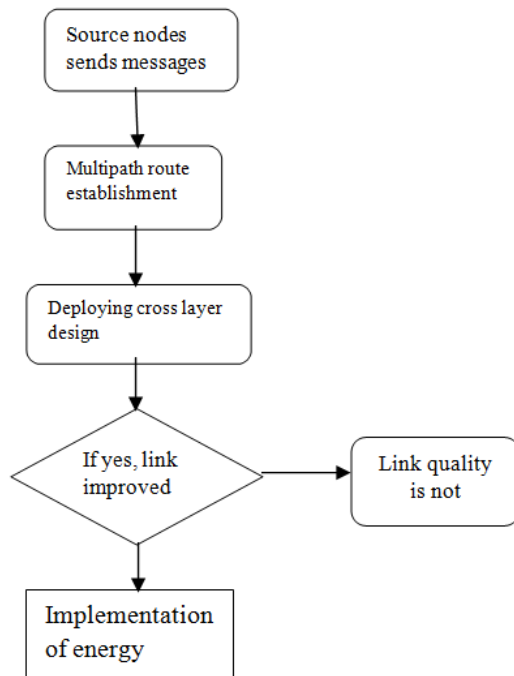 Source nodes
sends messages
Multipath route
establishment
Deploying cross layer
design
If yes, link
improved
Link quality
is not
Implementation
of energy